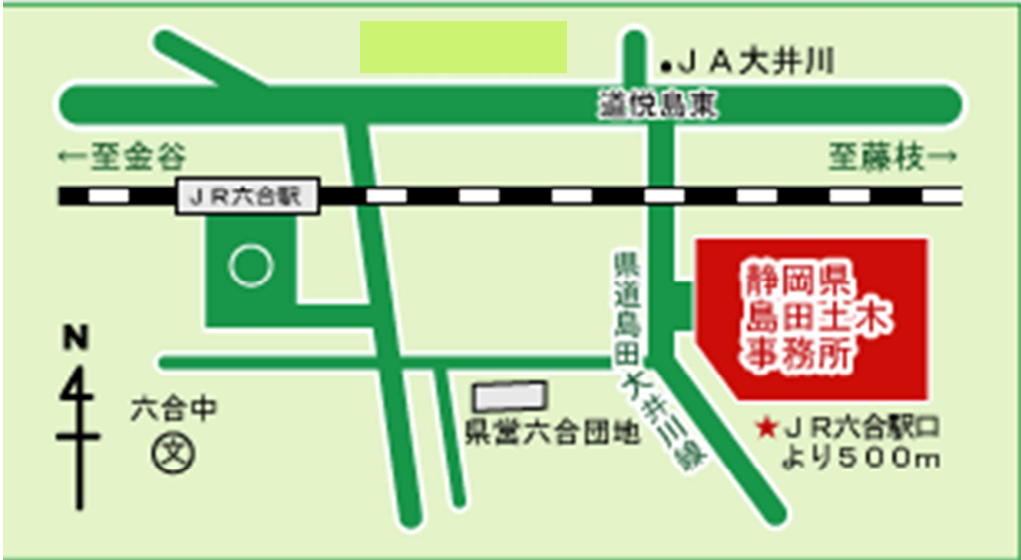 ・ＪＡ大井川
道悦島東
←至金谷
至藤枝→
ＪＲ六合駅
県道島田大井川線
静岡県
島田土木
事務所
N
六合中
文
県営六合団地
★ＪＲ六合駅口
より５００ｍ